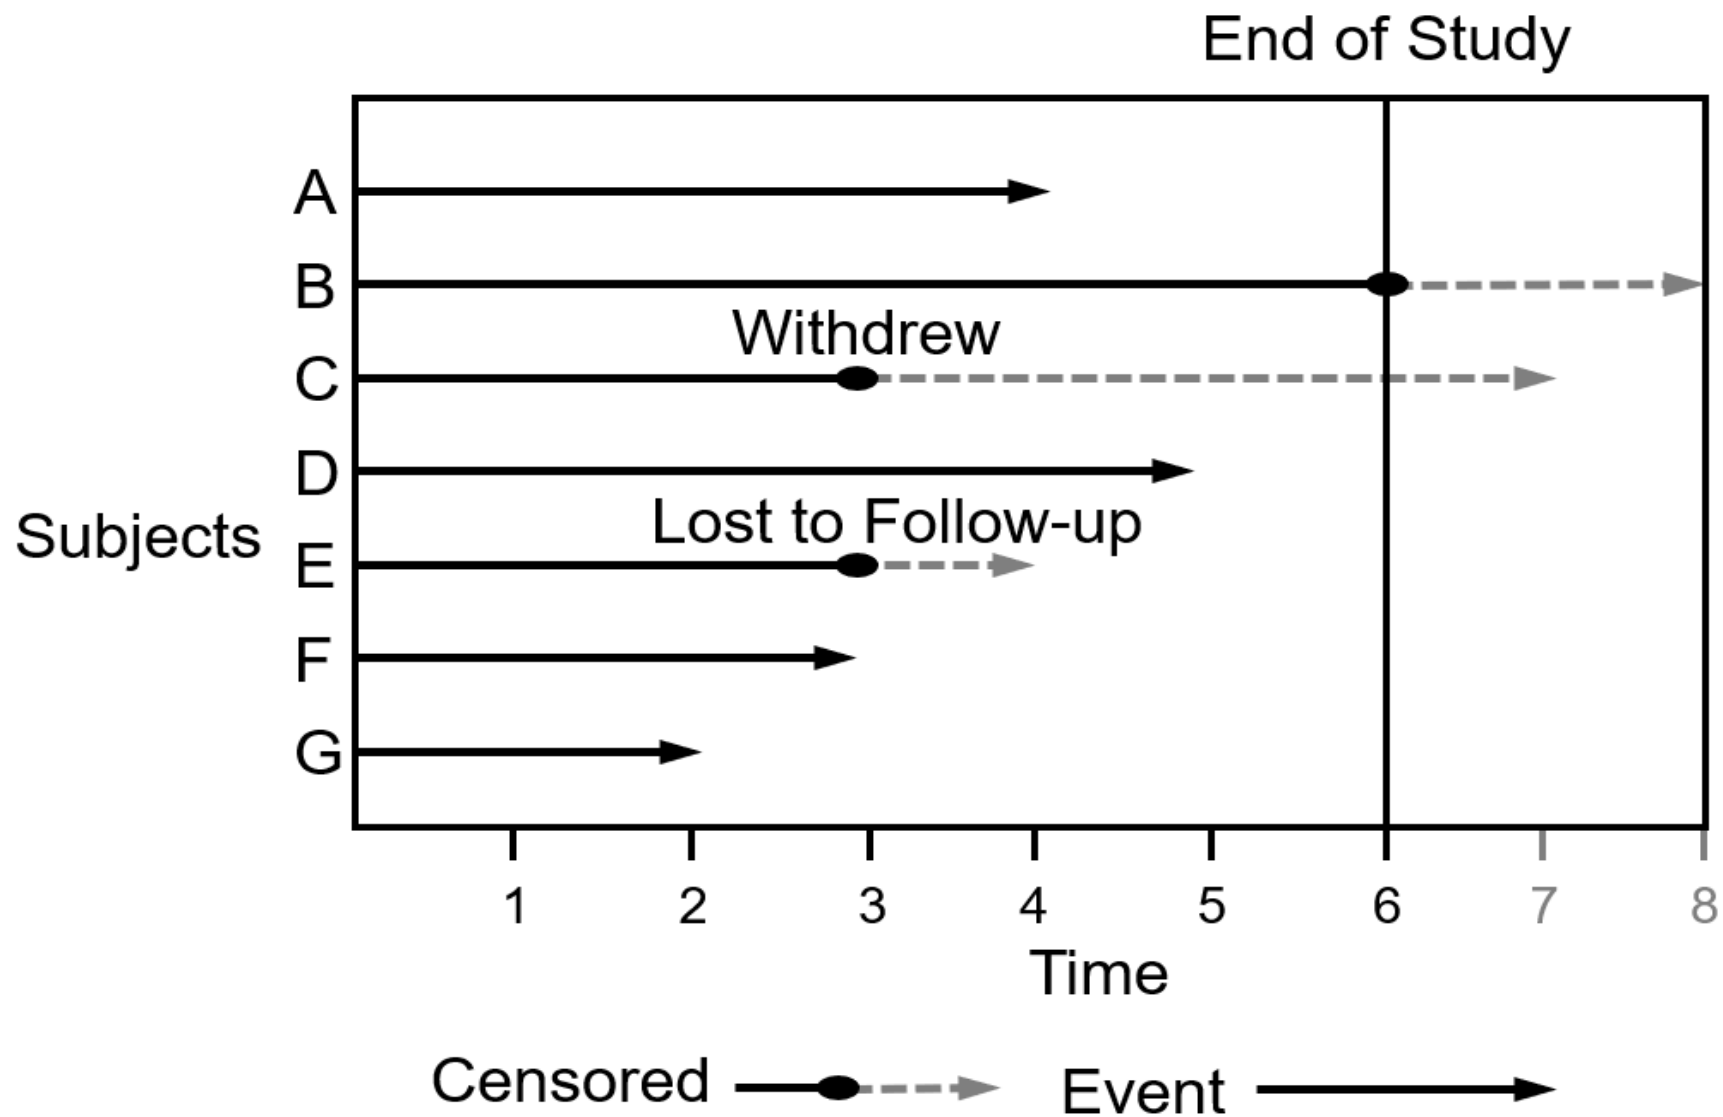 End of Study
A
B
Withdrew
C
D
Lost to Follow-up
Subjects
E
F
G
1 2 3 4 5 6 7 8
Time
Censored Event